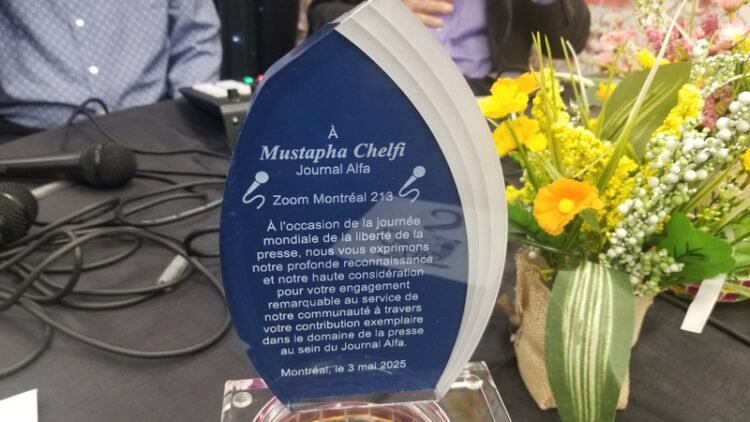 À
Mustapha Chelfi
Journal Alfa
Zoom Montréal 213
À l'occasion de la journée
mondiale de la liberté de la
presse, nous vous exprimons
notre profonde reconnaissance
et notre haute considération
pour votre engagement
remarquable au service de
notre communauté à travers
votre contribution exemplaire
dans le domaine de la presse
au sein du Journal Alfa.
Montréal, le 3 mai 2025